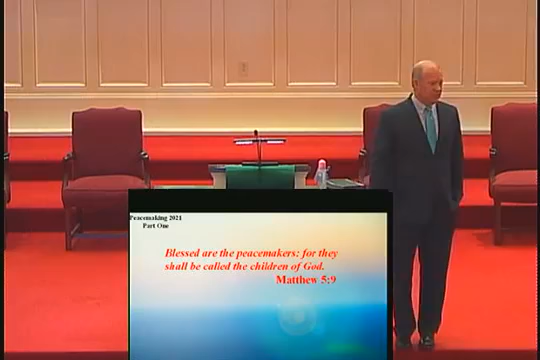 Peacemaking 2021
Part One
Blessed are the peacemakers: for they
shall be called the children of God.
Matthew 5:9